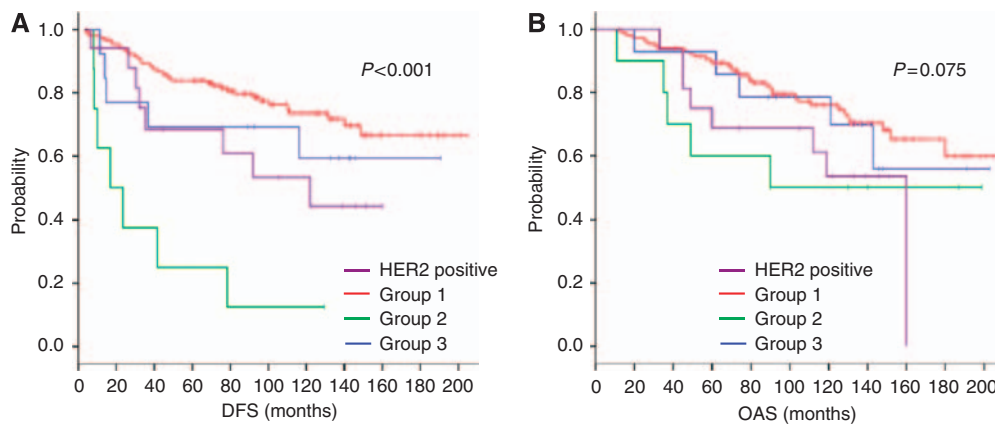 A
1.0
0.8
0.6
0.4
0.2
0.0
Probability
P<0.001
HER2 positive
Group 1
Group 2
Group 3
0 20 40 60 80 100 120 140 160 180 200
DFS (months)
B
1.0
0.8
0.6
0.4
0.2
0.0
Probability
P=0.075
HER2 positive
Group 1
Group 2
Group 3
0 20 40 60 80 100 120 140 160 180 200
OAS (months)